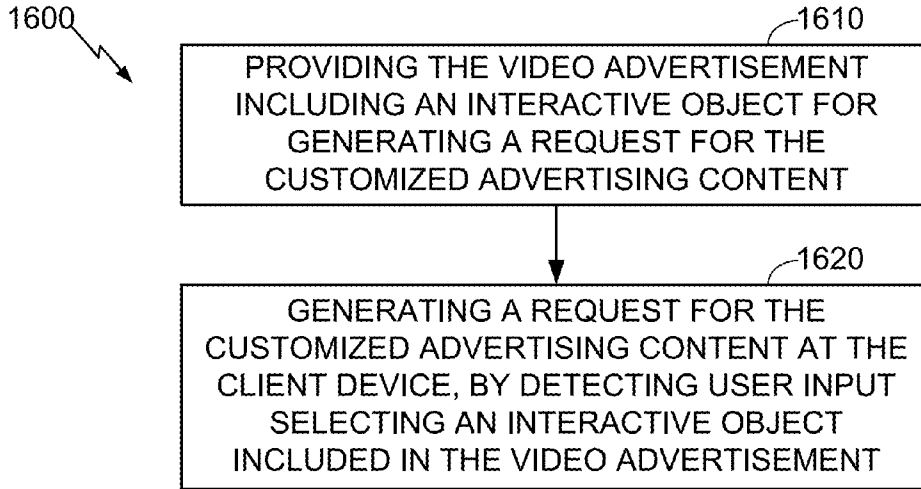 1600
1610
PROVIDING THE VIDEO ADVERTISEMENT
INCLUDING AN INTERACTIVE OBJECT FOR
GENERATING A REQUEST FOR THE
CUSTOMIZED ADVERTISING CONTENT
1620
GENERATING A REQUEST FOR THE
CUSTOMIZED ADVERTISING CONTENT AT THE
CLIENT DEVICE, BY DETECTING USER INPUT
SELECTING AN INTERACTIVE OBJECT
INCLUDED IN THE VIDEO ADVERTISEMENT